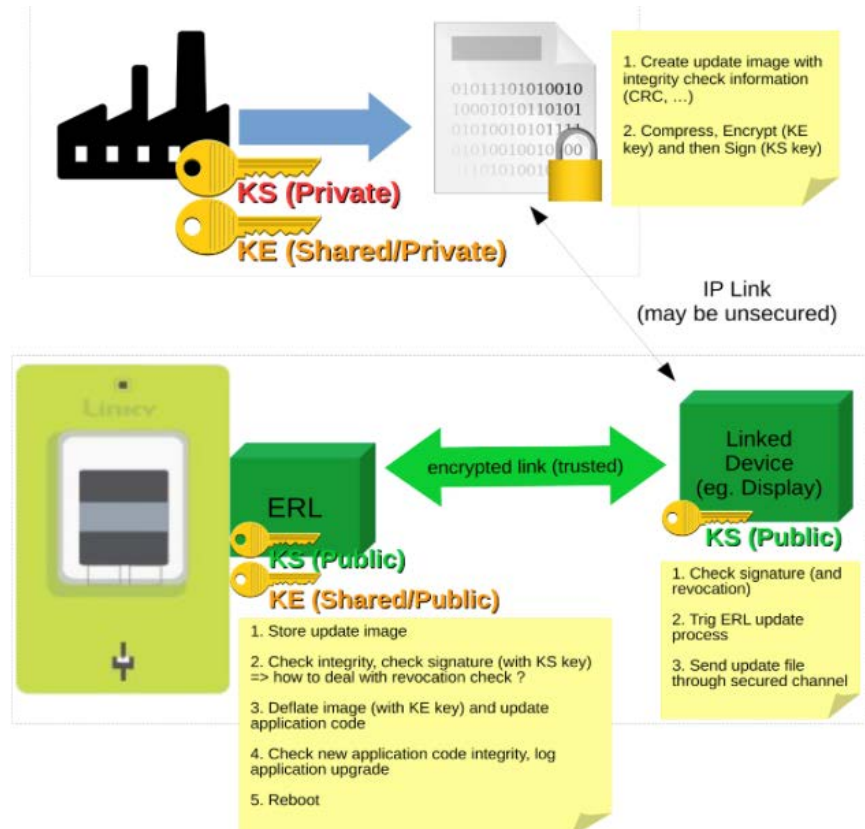 01011101010010
10001010110101
01010010101111
1. Create update image with
integrity check information
(CRC, ...)
2. Compress, Encrypt (KE
key) and then Sign (KS key)
KS (Private)
KE (Shared/Private)
IP Link
(may be unsecured)
Linky
ERL
encrypted link (trusted)
Linked
Device
(eg. Display)
KS (Public)
KE (Shared/Public)
KS (Public)
1. Store update image
2. Check integrity, check signature (with KS key)
=> how to deal with revocation check ?
3. Deflate image (with KE key) and update
application code
4. Check new application code integrity, log
application upgrade
5. Reboot
1. Check signature (and
revocation)
2. Trig ERL update
process
3. Send update file
through secured channel